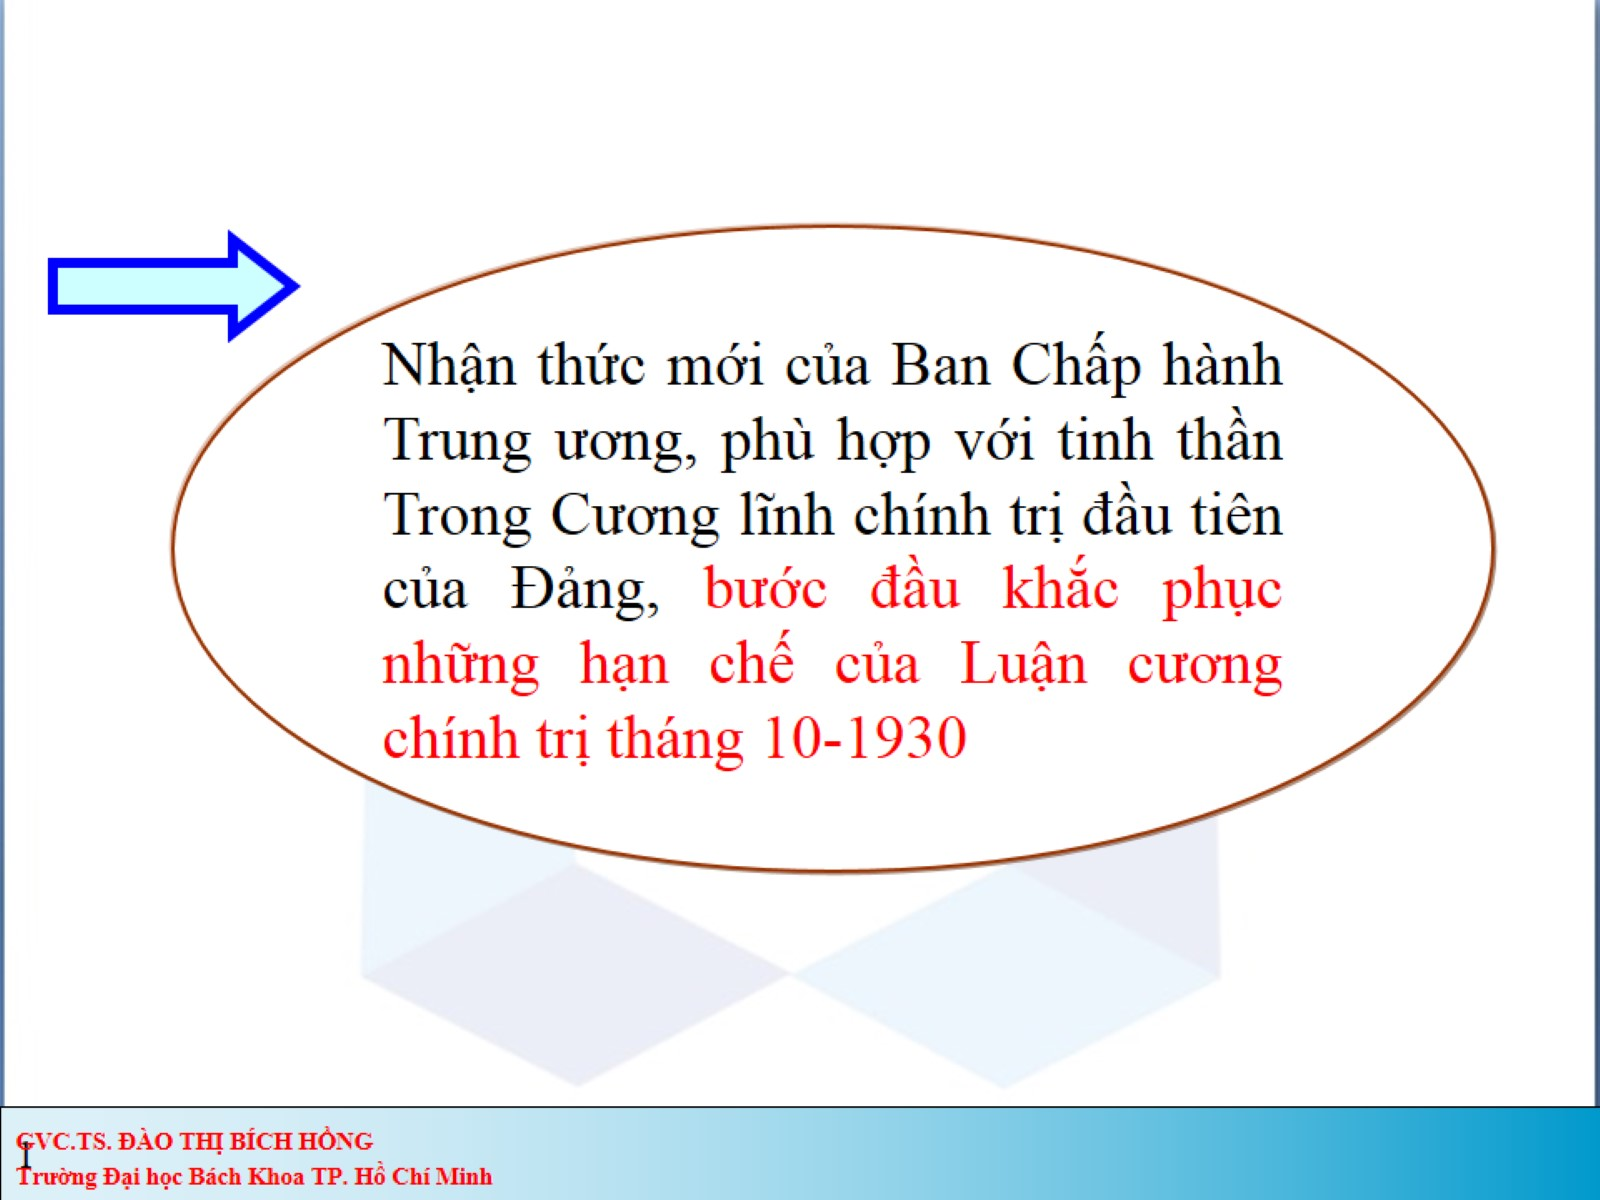 Nhận thức mới của Ban Chấp hành
Trung ương, phù hợp với tinh thần
Trong Cương lĩnh chính trị đầu tiên
của Đảng, bước đầu khắc phục
những hạn chế của Luận cương
chính trị tháng 10-1930
GVC.TS. ĐÀO THỊ BÍCH HỒNG
1
Trường Đại học Bách Khoa TP. Hồ Chí Minh